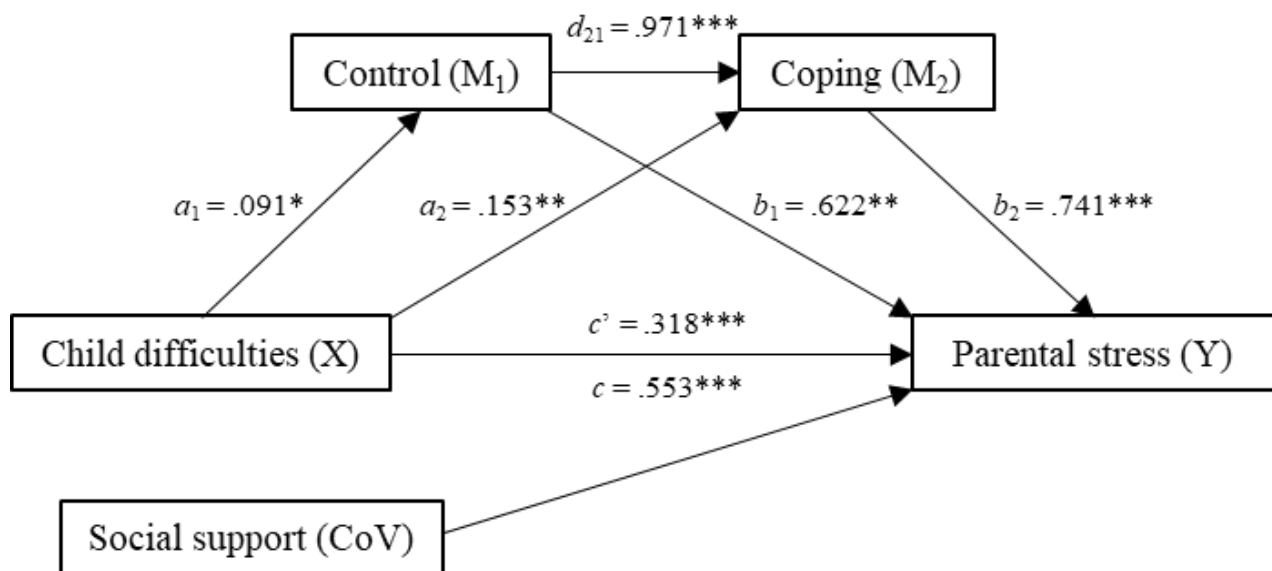 d₂₁ = .971***
Control (M₁)
Coping (M₂)
a₁ = .091*
a₂ = .153**
b₁ = .622**
b₂ = .741***
c’ = .318***
Child difficulties (X)
Parental stress (Y)
c = .553***
Social support (CoV)